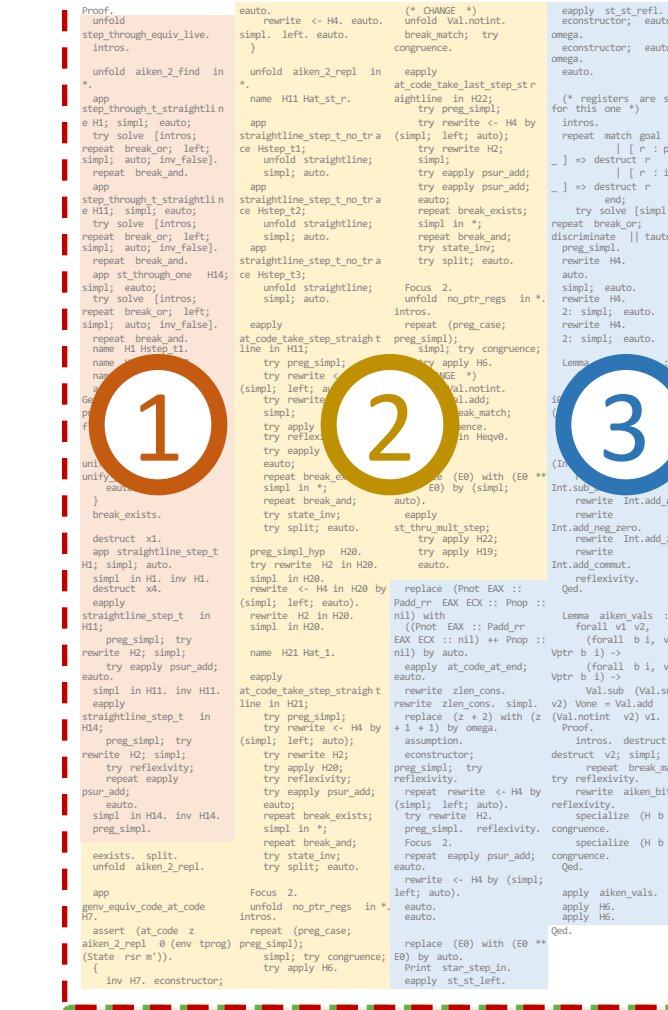 Proof.
unfold
step_through_equiv_live.
intros.
unfold aiken_2_find in
*.
app
step_through_t_straightlin
e H1; simpl; eauto;
try solve [intros;
repeat break_or; left;
simpl; auto; inv_false].
repeat break_and.
app
step_through_t_straightlin
e H11; simpl; eauto;
try solve [intros;
repeat break_or; left;
simpl; auto; inv_false].
repeat break_and.
app st_through_one H14;
simpl; eauto;
try solve [intros;
repeat break_or; left;
simpl; auto; inv_false].
repeat break_and.
name H1 Hstep_t1.
1
}
break_exists.
destruct x1.
app straightline_step_t
H1; simpl; auto.
simpl in H1. inv H1.
destruct x4.
eapply
straightline_step_t in
H11;
preg_simpl; try
rewrite H2; simpl;
try eapply psur_add;
eauto.
simpl in H11. inv H11.
eapply
straightline_step_t in
H14;
preg_simpl; try
rewrite H2; simpl;
try reflexivity;
repeat eapply
psur_add;
eauto.
simpl in H14. inv H14.
preg_simpl.
eexists. split.
unfold aiken_2_repl.
app
genv_equiv_code_at_code
H7.
assert (at_code z
aiken_2_repl 0 (env tprog)
(State rsr m')).
{
inv H7. econstructor;
eauto.
rewrite <- H4. eauto.
simpl. left. eauto.
}
unfold aiken_2_repl in
*.
name H11 Hat_st_r.
app
straightline_step_t_no_tra
ce Hstep_t1;
unfold straightline;
simpl; auto.
app
straightline_step_t_no_tra
ce Hstep_t2;
unfold straightline;
simpl; auto.
app
straightline_step_t_no_tra
ce Hstep_t3;
unfold straightline;
simpl; auto.
eapply
at_code_take_step_straight
line in H11;
try preg_simpl;
try rewrite
(simpl; left;
try rewrite
simpl;
try apply
try
try eapply
eauto;
2
simpl in *;
repeat break_and;
try state_inv;
try split; eauto.
preg_simpl_hyp H20.
try rewrite H2 in H20.
simpl in H20.
rewrite <- H4 in H20 by
(simpl; left; eauto).
rewrite H2 in H20.
simpl in H20.
name H21 Hat_1.
eapply
at_code_take_step_straight
line in H21;
try preg_simpl;
try rewrite <- H4 by
(simpl; left; auto);
try rewrite H2;
try apply H20;
try reflexivity;
try eapply psur_add;
eauto;
repeat break_exists;
simpl in *;
repeat break_and;
try state_inv;
try split; eauto.
Focus 2.
unfold no_ptr_regs in *.
intros.
repeat (preg_case;
preg_simpl);
simpl; try congruence;
try apply H6.
(* CHANGE *)
unfold Val.notint.
break_match; try
congruence.
eapply
at_code_take_last_step_str
aightline in H22;
try preg_simpl;
try rewrite <- H4 by
(simpl; left; auto);
try rewrite H2;
simpl;
try eapply psur_add;
try eapply psur_add;
eauto;
repeat break_exists;
simpl in *;
repeat break_and;
try state_inv;
try split; eauto.
Focus 2.
unfold no_ptr_regs in *.
intros.
repeat (preg_case;
preg_simpl);
simpl; try congruence;
apply H6.
*)
in Heqv0.
(E0) with (E0 **
E0) by (simpl;
auto).
eapply
st_thru_mult_step;
try apply H22;
try apply H19;
eauto.
replace (Pnot EAX ::
Padd_rr EAX ECX :: Pnop ::
nil) with
((Pnot EAX :: Padd_rr
EAX ECX :: nil) ++ Pnop ::
nil) by auto.
eapply at_code_at_end;
eauto.
rewrite zlen_cons.
rewrite zlen_cons. simpl.
replace (z + 2) with (z
+ 1 + 1) by omega.
assumption.
econstructor;
preg_simpl; try
reflexivity.
repeat rewrite <- H4 by
(simpl; left; auto).
try rewrite H2.
preg_simpl. reflexivity.
Focus 2.
repeat eapply psur_add;
eauto.
rewrite <- H4 by (simpl;
left; auto).
eauto.
eauto.
replace (E0) with (E0 **
E0) by auto.
Print star_step_in.
eapply st_st_left.
eapply st_st_refl.
econstructor;
omega.
econstructor;
omega.
eauto.
(* registers are
for this one *)
intros.
repeat match goal
| [ r :
_ ] => destruct r
| [ r :
_ ] => destruct r
end;
try solve [simpl
repeat break_or;
discriminate ||
preg_simpl.
rewrite H4.
auto.
simpl; eauto.
rewrite H4.
2: simpl; eauto.
rewrite H4.
2: simpl; eauto.
Lemma
3
rewrite
rewrite
Int.add_neg_zero.
rewrite
rewrite
Int.add_commut.
reflexivity.
Qed.
Lemma aiken_vals :
forall v1 v2,
(forall b i,
Vptr b i) ->
(forall b i,
Vptr b i) ->
Val.sub
v2) Vone = Val.add
(Val.notint v2) v1.
Proof.
intros. destruct
destruct v2; simpl;
repeat
try reflexivity.
rewrite
reflexivity.
specialize (H b
congruence.
specialize (H b
congruence.
Qed.
apply aiken_vals.
apply H6.
apply H6.
Qed.